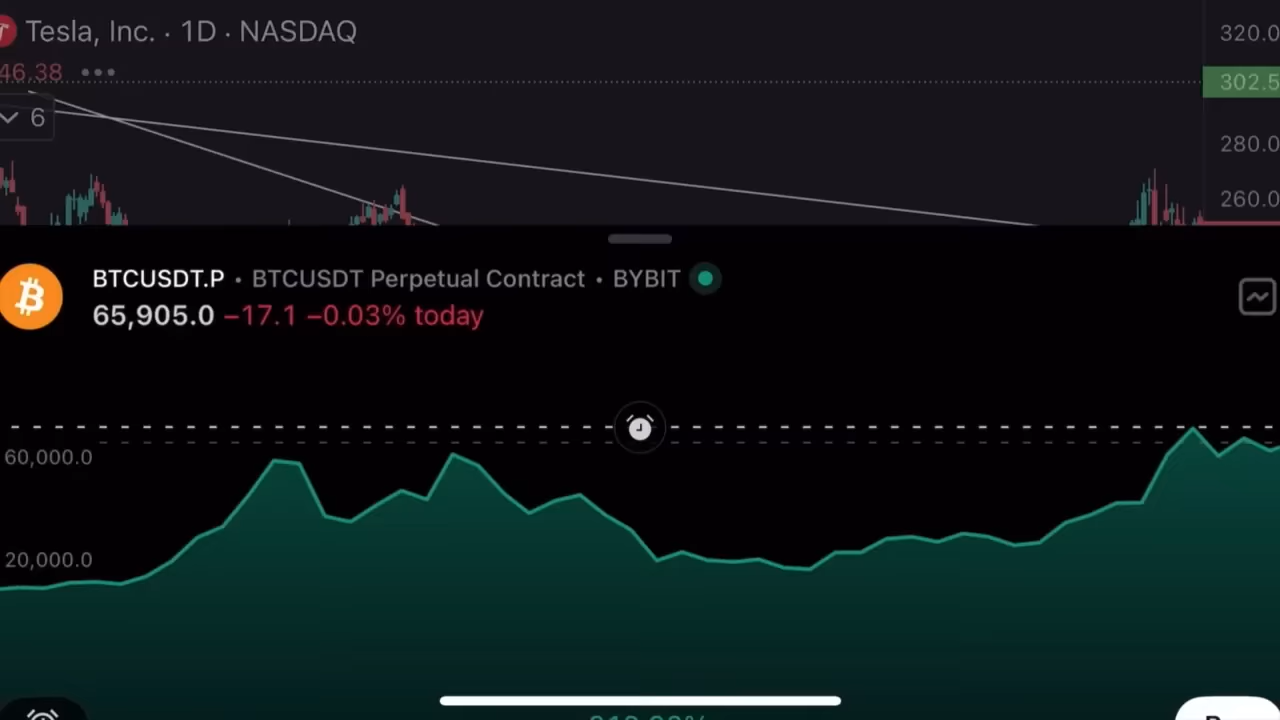 Tesla, Inc. · 1D · NASDAQ
320.0
46.38 •••
302.5
6
280.0
260.0
BTCUSDT.P • BTCUSDT Perpetual Contract • BYBIT
65,905.0 −17.1 −0.03% today
60,000.0
20,000.0